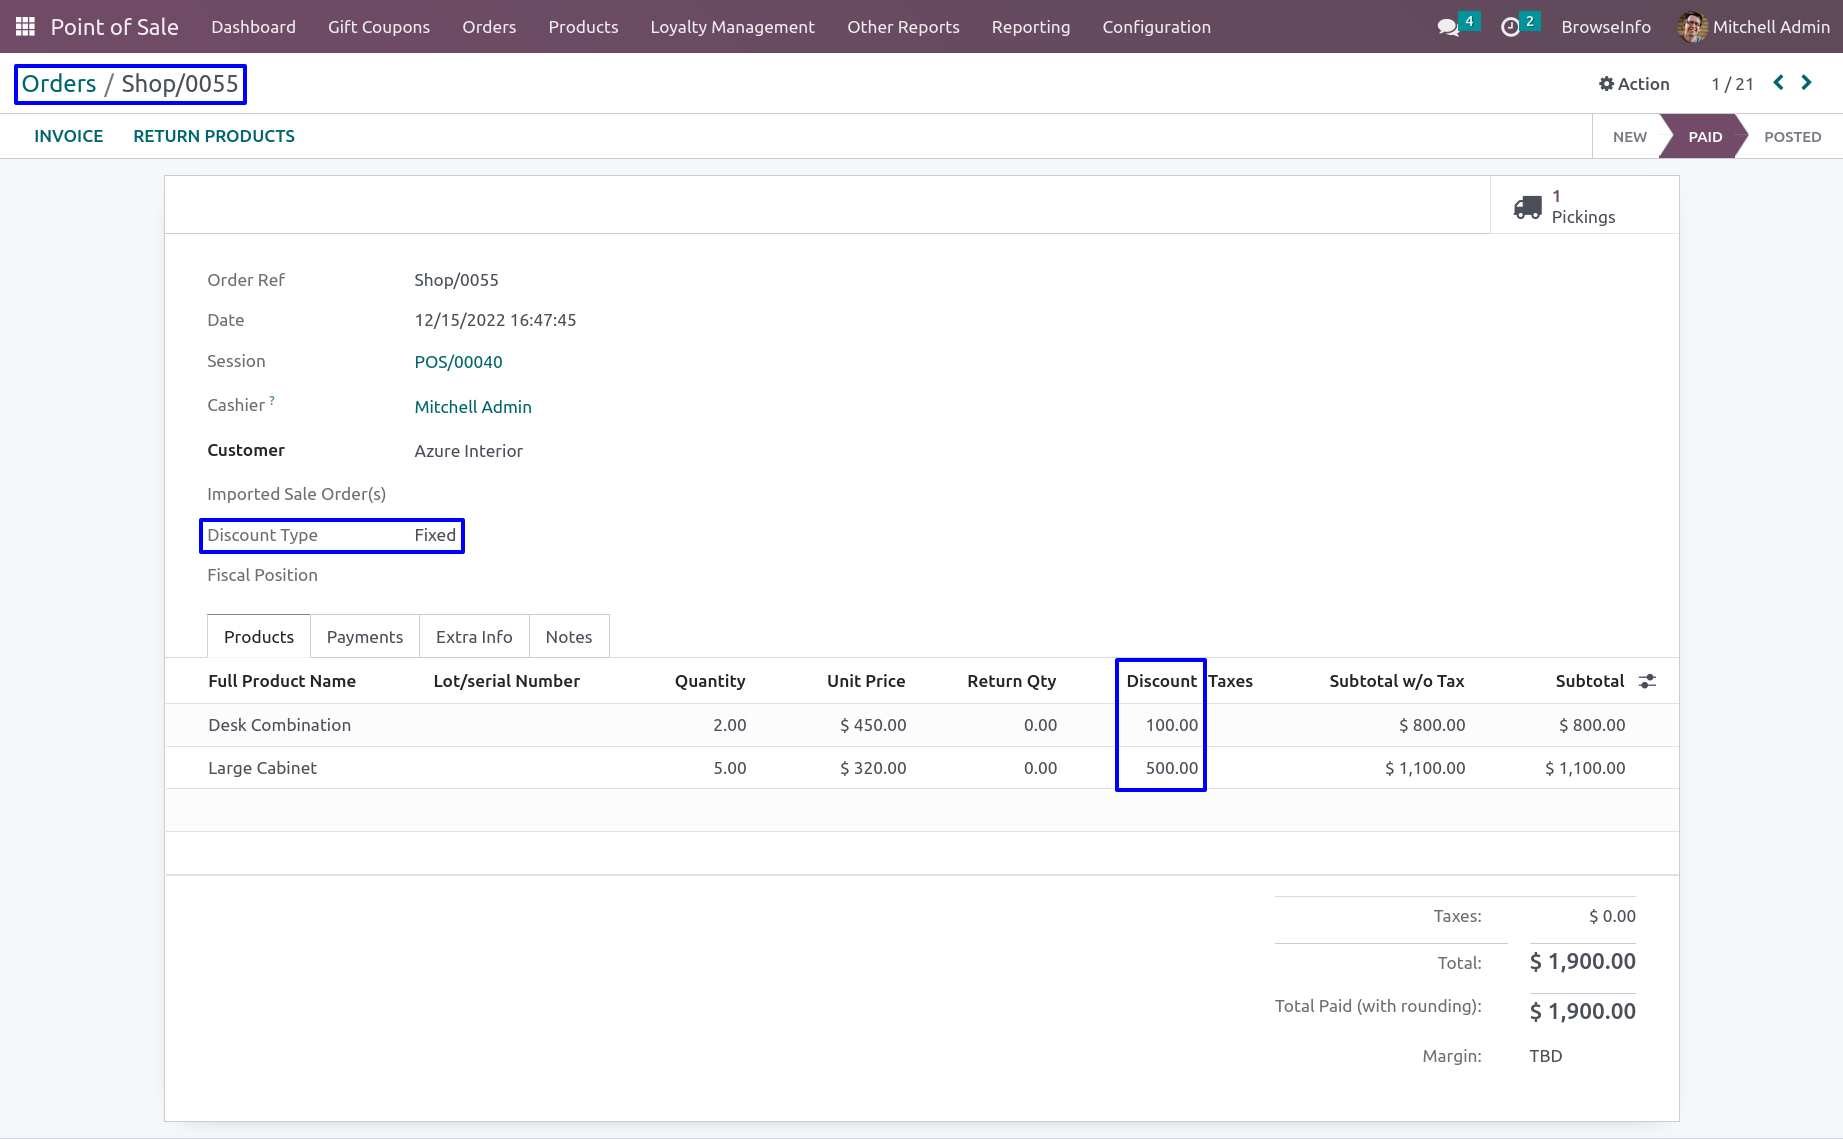 Point of Sale Dashboard Gift Coupons Orders Products Loyalty Management Other Reports Reporting Configuration 4 2 BrowseInfo Mitchell Admin
Orders / Shop/0055 Action 1 / 21
INVOICE RETURN PRODUCTS NEW PAID POSTED
1
Pickings
Order Ref Shop/0055
Date 12/15/2022 16:47:45
Session POS/00040
Cashier ? Mitchell Admin
Customer Azure Interior
Imported Sale Order(s)
Discount Type Fixed
Fiscal Position
Products Payments Extra Info Notes
Full Product Name Lot/serial Number Quantity Unit Price Return Qty Discount Taxes Subtotal w/o Tax Subtotal
Desk Combination 2.00 $ 450.00 0.00 100.00 $ 800.00 $ 800.00
Large Cabinet 5.00 $ 320.00 0.00 500.00 $ 1,100.00 $ 1,100.00
Taxes: $ 0.00
Total: $ 1,900.00
Total Paid (with rounding): $ 1,900.00
Margin: TBD